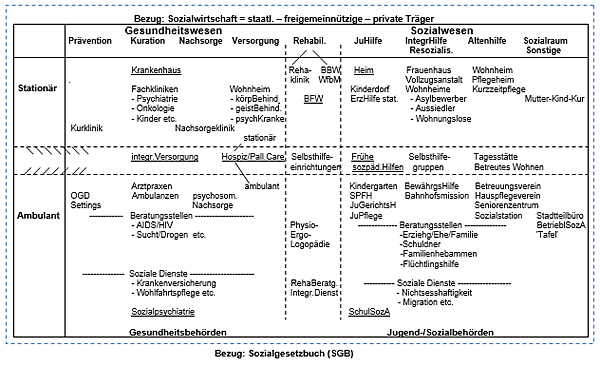 Bezug: Sozialwirtschaft = staatl. – freigemeinnützige – private Träger
Gesundheitswesen Sozialwesen
Prävention Kuration Nachsorge Versorgung Rehabil. JuHilfe IntegrHilfe Altenhilfe Sozialraum
Resozialis. Sonstige
Krankenhaus Reha- BBW Heim Frauenhaus Wohnheim
Stationär klinik WfbM Vollzugsanstalt Pflegeheim
Fachkliniken Wohnheime Kinderdorf Wohnheime Kurzzeitpflege
- Psychiatrie - körpBehind. BFW ErzHilfe stat. - Asylbewerber Mutter-Kind-Kur
- Onkologie - geistBehind. - Aussiedler
- Kinder etc. - psychKranke - Wohnungslose
Kurklinik Nachsorgeklinik
stationär
integr.Versorgung Hospiz/Pall.Care Selbsthilfe- Frühe Selbsthilfe- Tagesstätte
einrichtungen sozpäd.Hilfen gruppen Betreutes Wohnen
Arztpraxen ambulant Kindergarten BewährgsHilfe Betreuungsverein
OGD Ambulanzen psychosom. SPFH Bahnhofsmission Hauspflegeverein
Settings Nachsorge JuGerichtsH Seniorenzentrum
Ambulant Beratungsstellen JuPflege Sozialstation Stadtteilbüro
- AIDS/HIV Physio- Beratungsstellen BetrieblSozA
- Sucht/Drogen etc. Ergo- - Erziehg/Ehe/Familie 'Tafel'
Logopädie - Schuldner
-Familienhebammen
- Flüchtlingshilfe
Soziale Dienste RehaBeratg. Soziale Dienste
- Krankenversicherung Integr.Dienst - Nichtsesshaftigkeit
- Wohlfahrtspflege etc. - Migration etc.
Sozialpsychiatrie SchulSozA
Gesundheitsbehörden Jugend-/Sozialbehörden
Bezug: Sozialgesetzbuch (SGB)